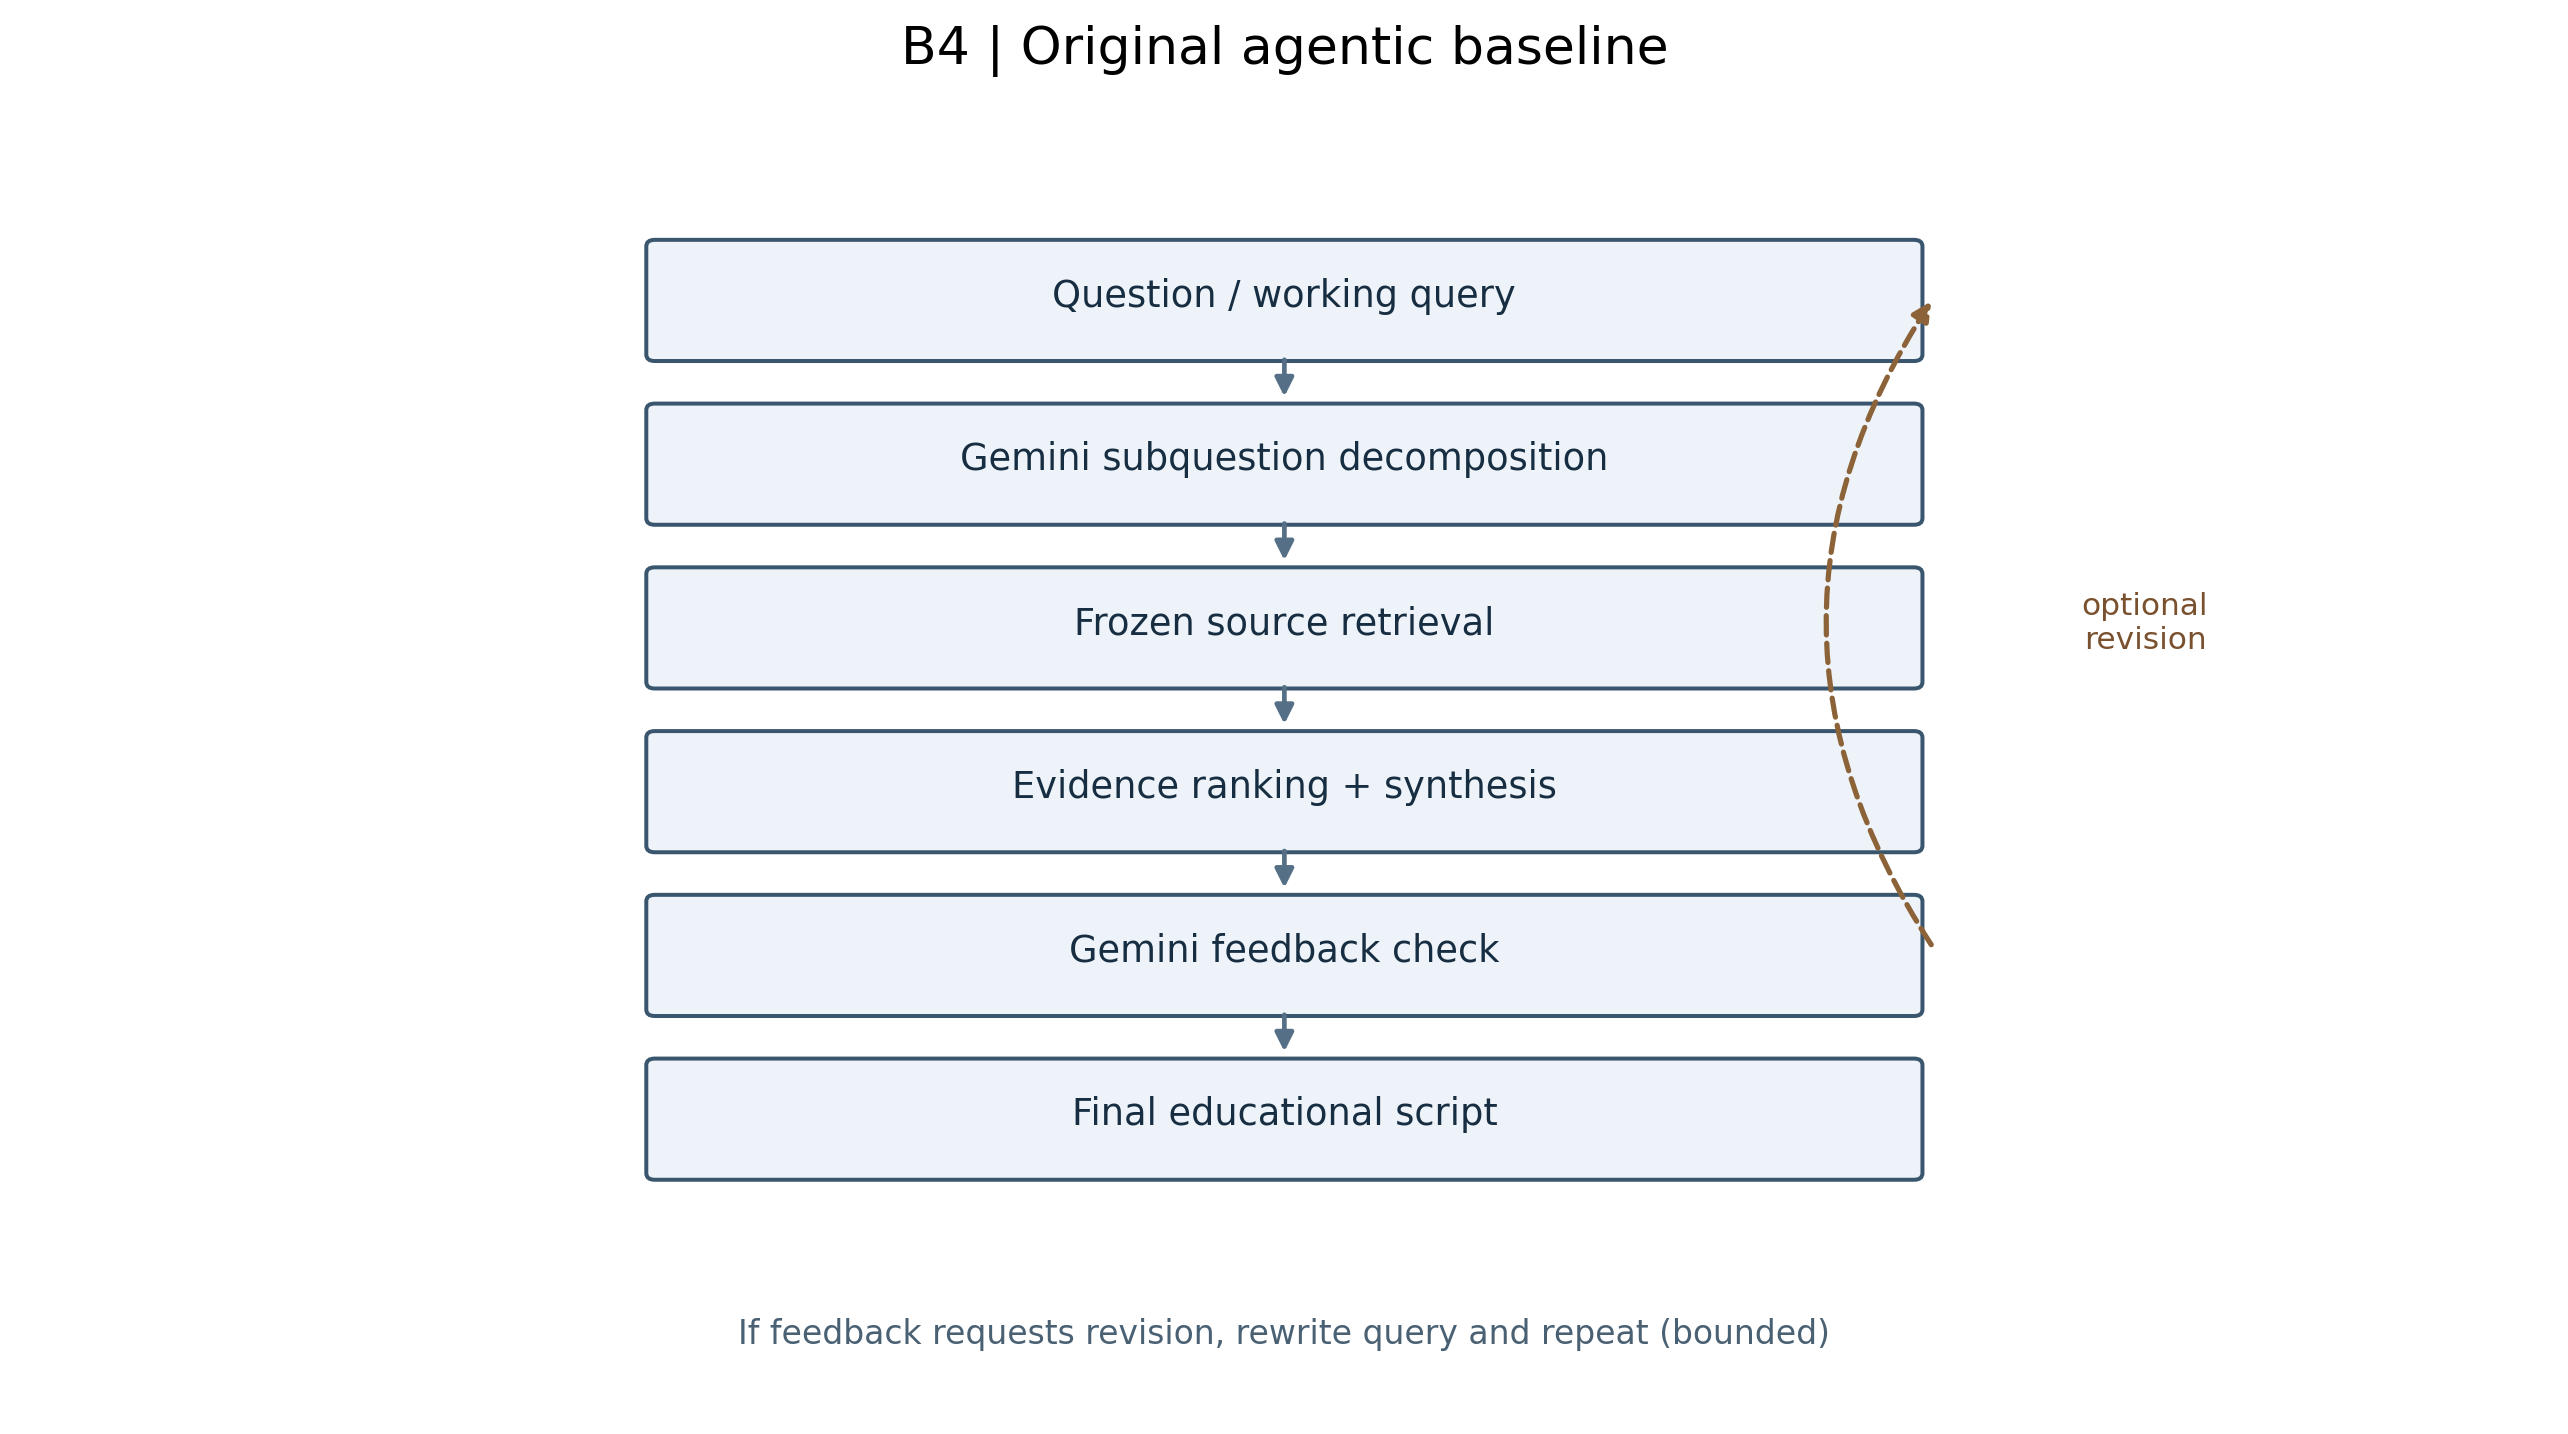 B4 | Original agentic baseline
Question / working query
Gemini subquestion decomposition
Frozen source retrieval
optional
revision
Evidence ranking + synthesis
Gemini feedback check
Final educational script
If feedback requests revision, rewrite query and repeat (bounded)